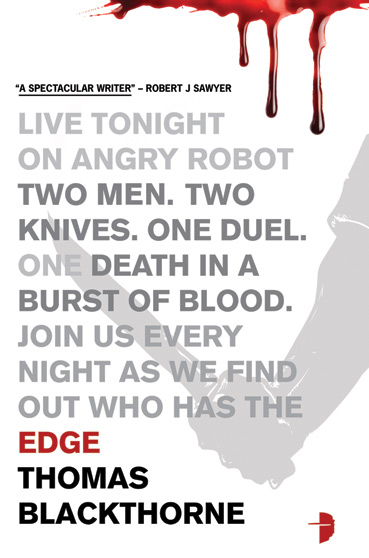 "A SPECTACULAR WRITER" – ROBERT J SAWYER
LIVE TONIGHT
ON ANGRY ROBOT
TWO MEN. TWO
KNIVES. ONE DUEL.
ONE DEATH IN A
BURST OF BLOOD.
JOIN US EVERY
NIGHT AS WE FIND
OUT WHO HAS THE
EDGE
THOMAS
BLACKTHORNE